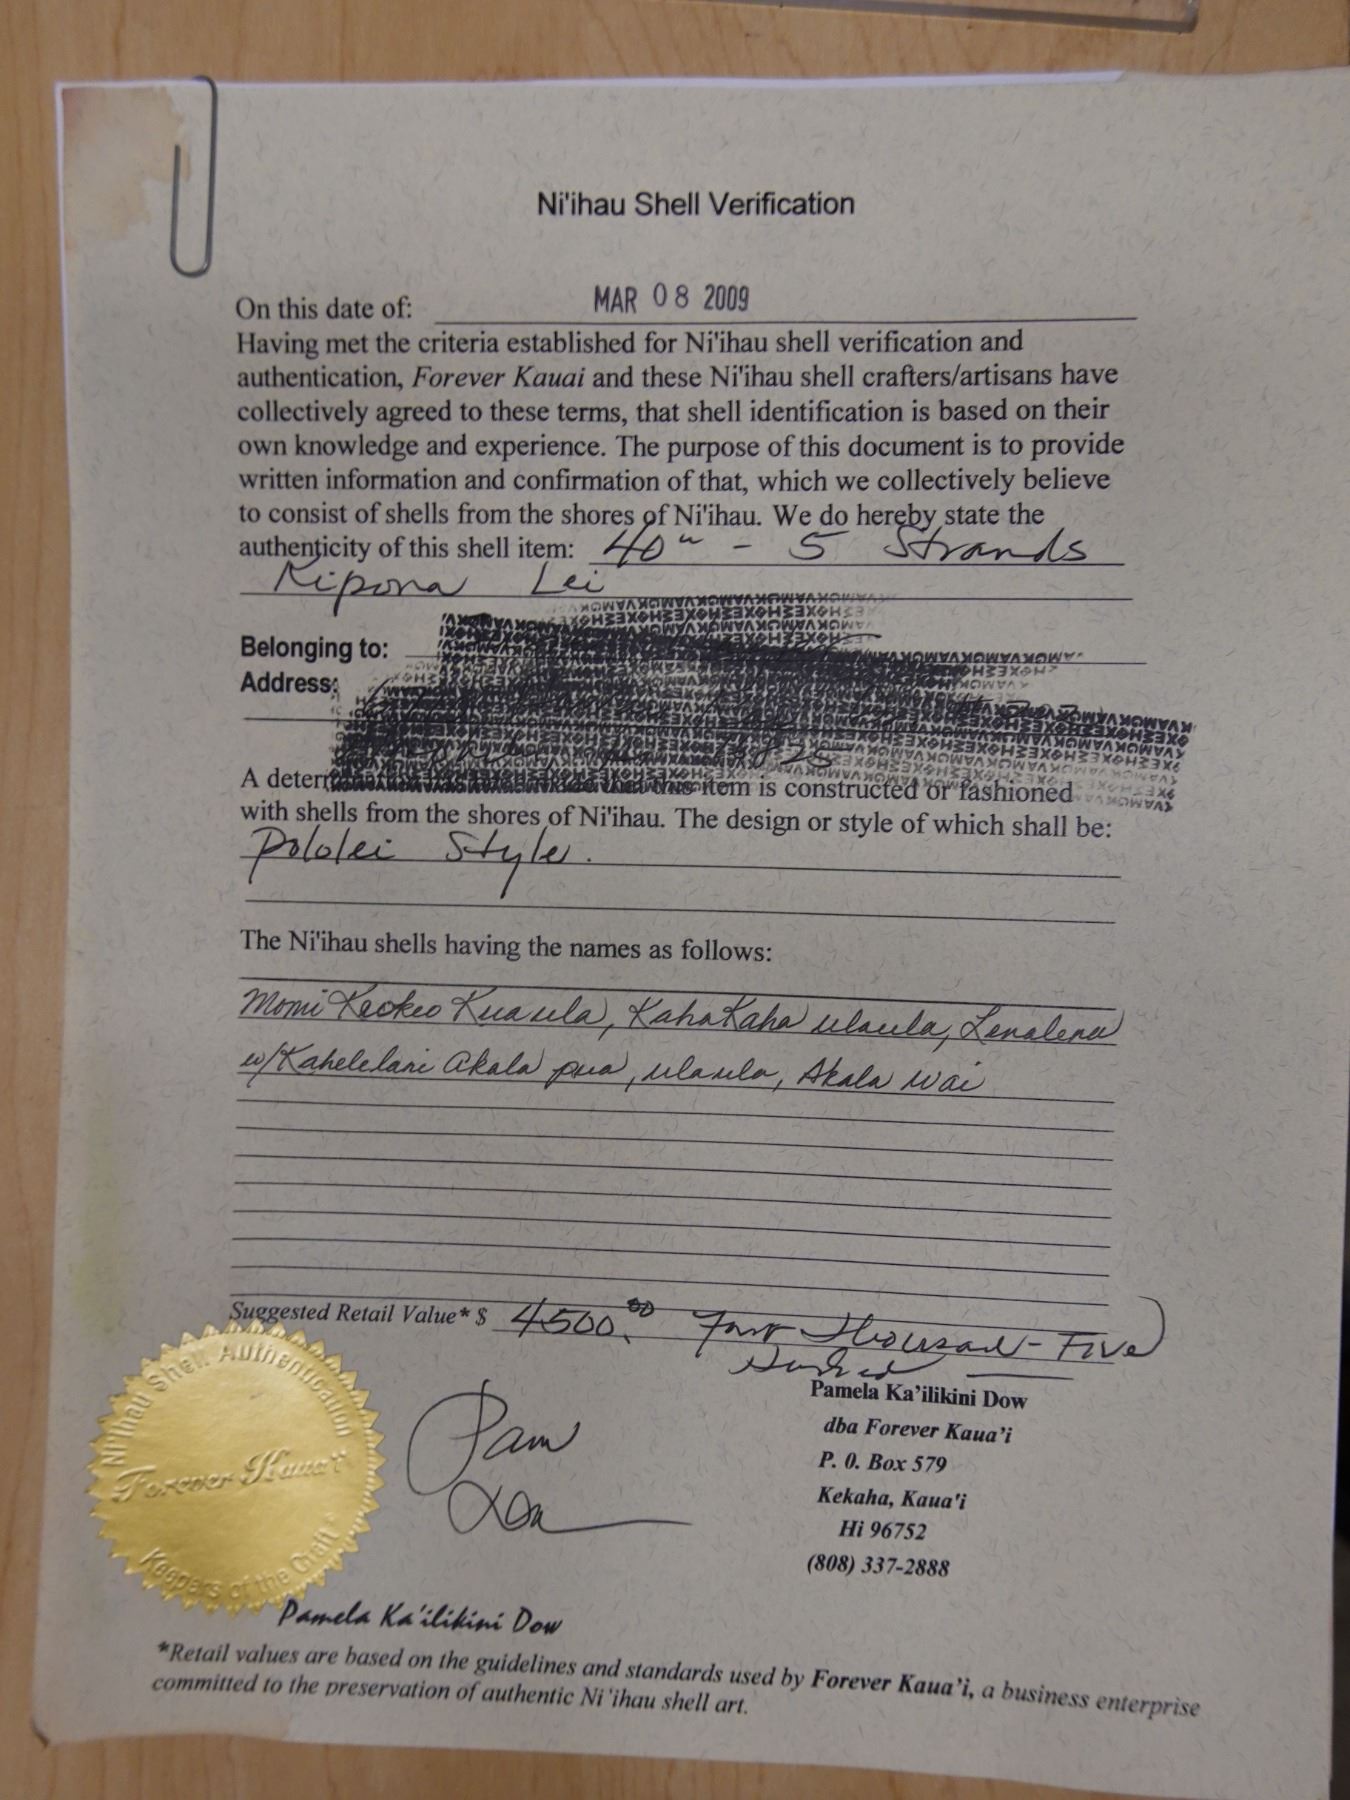 Ni'ihau Shell Verification
On this date of: MAR 08 2009
Having met the criteria established for Ni'ihau shell verification and
authentication, Forever Kauai and these Ni'ihau shell crafters/artisans have
collectively agreed to these terms, that shell identification is based on their
own knowledge and experience. The purpose of this document is to provide
written information and confirmation of that, which we collectively believe
to consist of shells from the shores of Ni'ihau. We do hereby state the
authenticity of this shell item: 40" - 5 Strands
Kipona Lei
Belonging to:
Address:
A this item is constructed or fashioned
with shells from the shores of Ni'ihau. The design or style of which shall be:
Pololei Style.
The Ni'ihau shells having the names as follows:
Momi Keokeo Kuaula, KahaKaha ulaula, Lenalena
w/Kahelelani Akala pua, ulaula, Akala wai
Suggested Retail Value* $ 4500.00 Four Thousand - Five
Hundred
Pamela Ka'ilikini Dow
dba Forever Kaua'i
P. O. Box 579
Kekaha, Kaua'i
Hi 96752
(808) 337-2888
Pam
Dow
Ni'ihau Shell Authentication
Forever Kaua'i
Keepers of the Craft
Pamela Ka'ilikini Dow
*Retail values are based on the guidelines and standards used by Forever Kaua'i, a business enterprise
committed to the preservation of authentic Ni'ihau shell art.